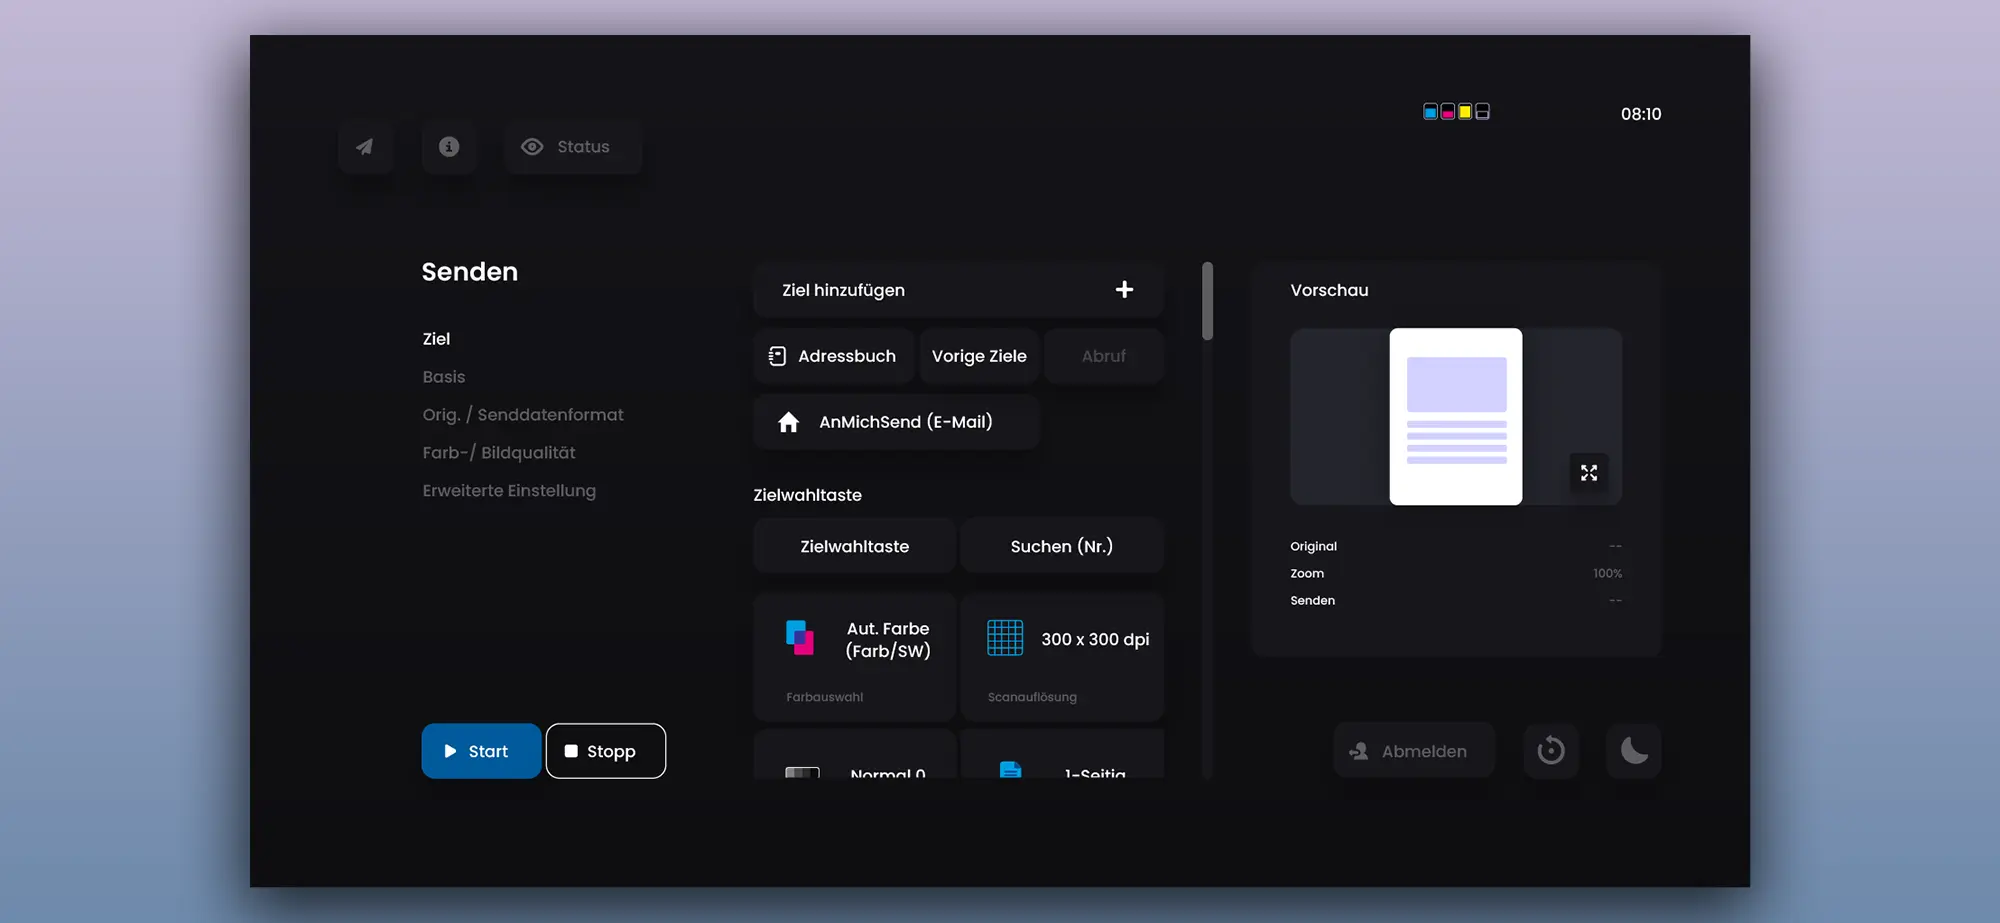 08:10
Status
Senden
Ziel
Basis
Orig. / Senddatenformat
Farb-/ Bildqualität
Erweiterte Einstellung
Start
Stopp
Ziel hinzufügen
Adressbuch
Vorige Ziele
Abruf
AnMichSend (E-Mail)
Zielwahltaste
Zielwahltaste
Suchen (Nr.)
Aut. Farbe
(Farb/SW)
Farbauswahl
300 x 300 dpi
Scanauflösung
Normal 0
1-Seitig
Vorschau
Original --
Zoom 100%
Senden --
Abmelden